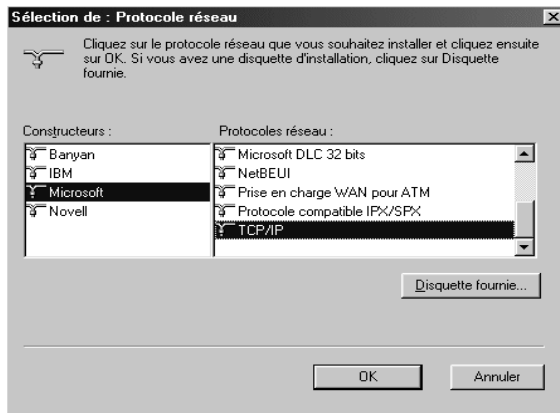 Sélection de : Protocole réseau
Cliquez sur le protocole réseau que vous souhaitez installer et cliquez ensuite
sur OK. Si vous avez une disquette d'installation, cliquez sur Disquette
fournie.
Constructeurs :
Banyan
IBM
Microsoft
Novell
Protocoles réseau :
Microsoft DLC 32 bits
NetBEUI
Prise en charge WAN pour ATM
Protocole compatible IPX/SPX
TCP/IP
Disquette fournie...
OK
Annuler